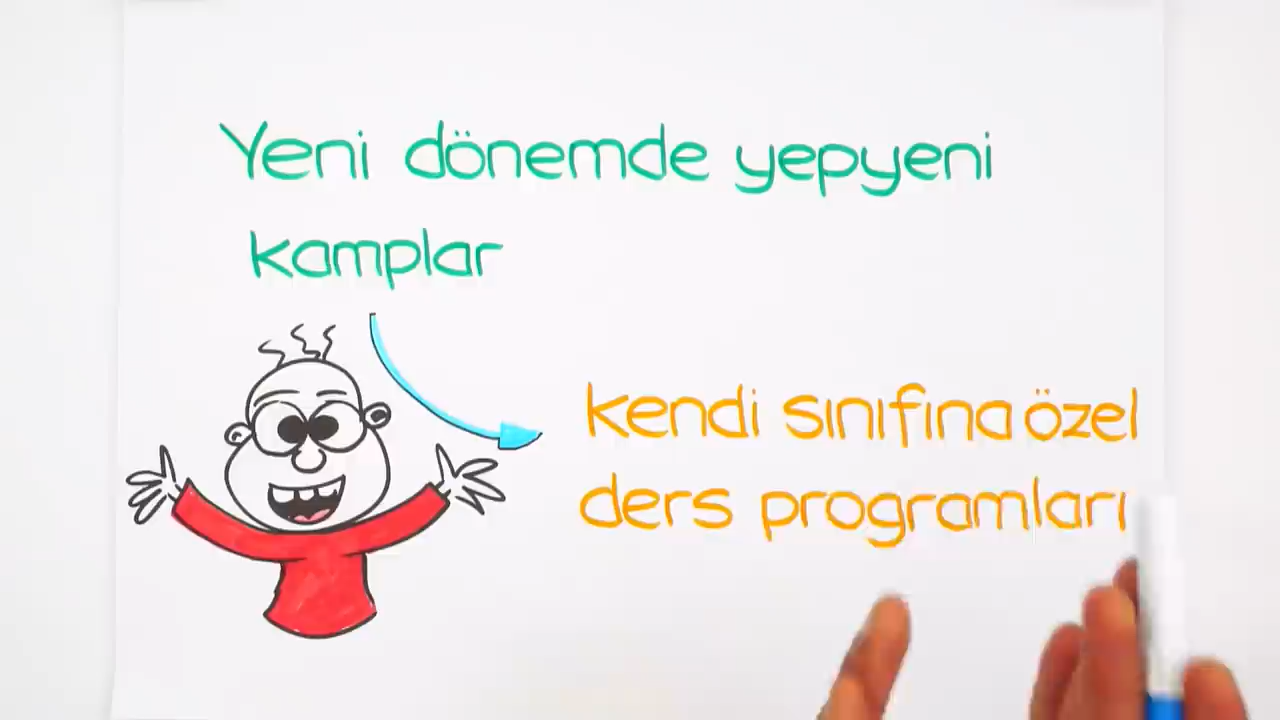 Yeni dönemde yepyeni
kamplar
kendi sınıfına özel
ders programları